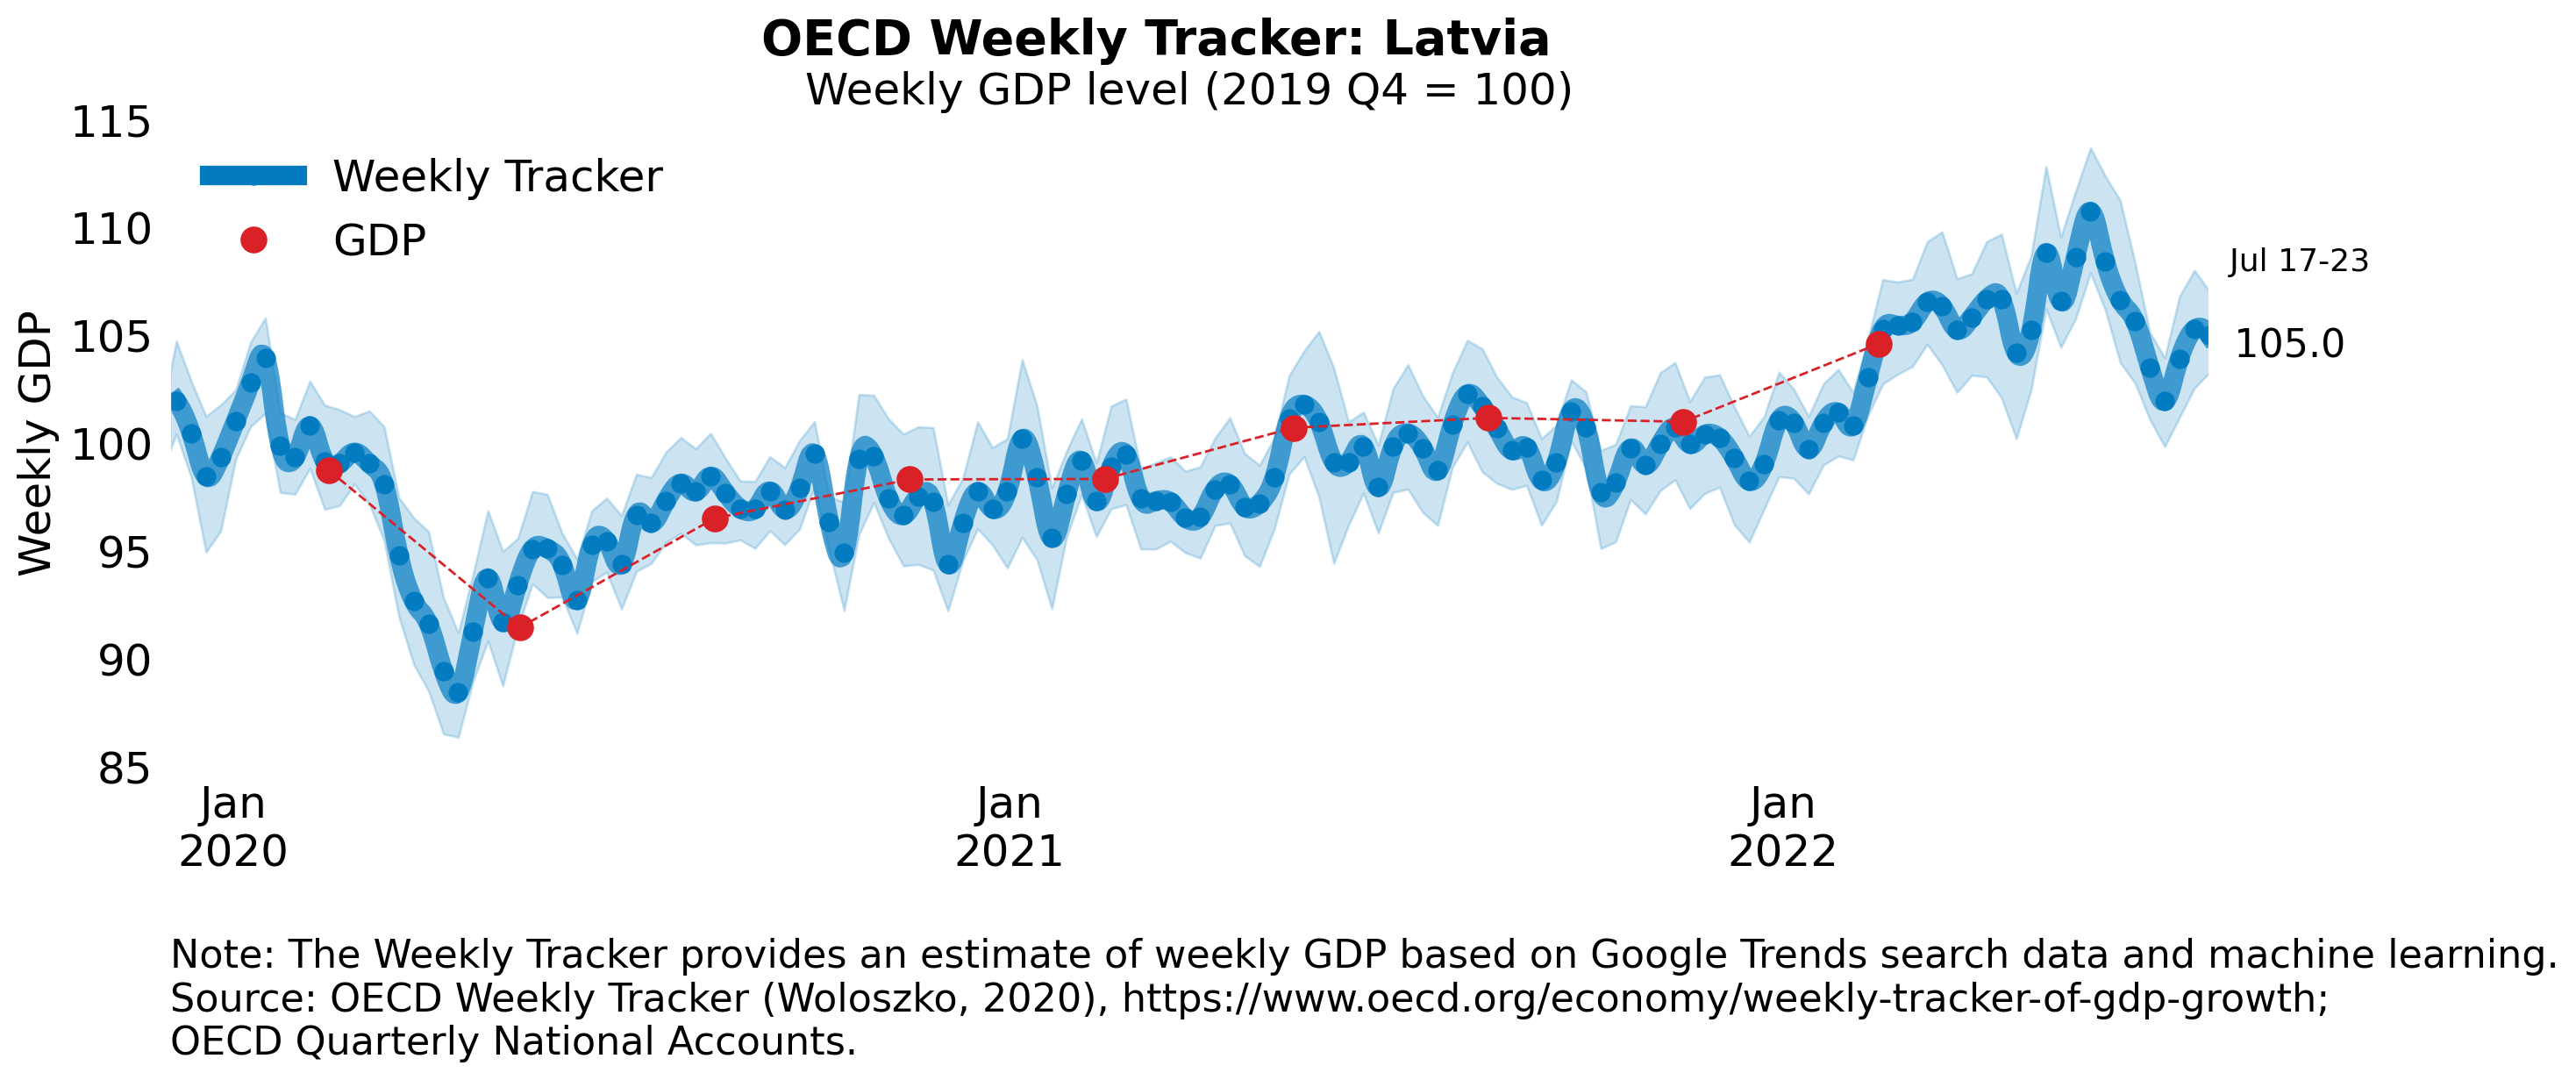 OECD Weekly Tracker: Latvia
Weekly GDP level (2019 Q4 = 100)
115
110
105
100
95
90
85
Weekly GDP
Weekly Tracker
GDP
Jul 17-23
105.0
Jan
2020
Jan
2021
Jan
2022
Note: The Weekly Tracker provides an estimate of weekly GDP based on Google Trends search data and machine learning.
Source: OECD Weekly Tracker (Woloszko, 2020), https://www.oecd.org/economy/weekly-tracker-of-gdp-growth;
OECD Quarterly National Accounts.